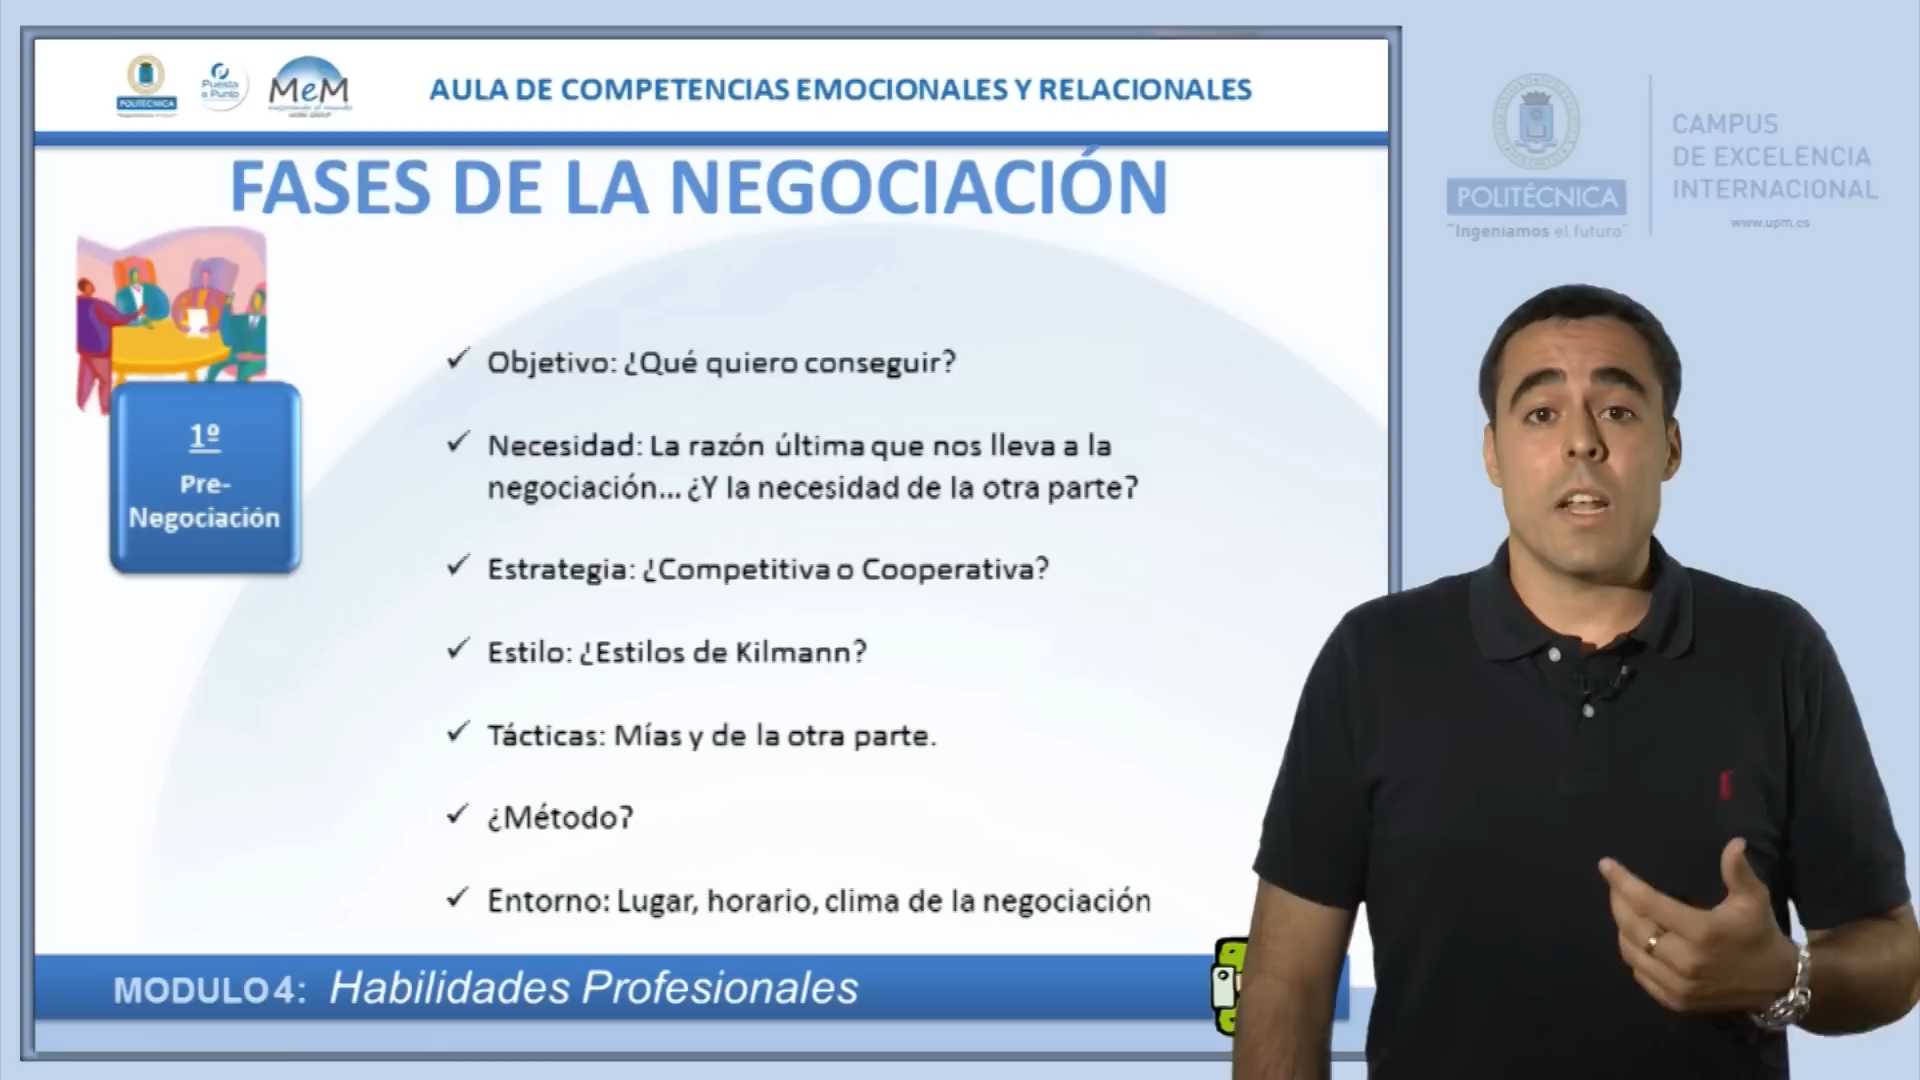 POLITÉCNICA
Puesta
a Punto
MeM
AULA DE COMPETENCIAS EMOCIONALES Y RELACIONALES
FASES DE LA NEGOCIACIÓN
1º
Pre-
Negociación
✓ Objetivo: ¿Qué quiero conseguir?
✓ Necesidad: La razón última que nos lleva a la
negociación... ¿Y la necesidad de la otra parte?
✓ Estrategia: ¿Competitiva o Cooperativa?
✓ Estilo: ¿Estilos de Kilmann?
✓ Tácticas: Mías y de la otra parte.
✓ ¿Método?
✓ Entorno: Lugar, horario, clima de la negociación
MODULO 4: Habilidades Profesionales
POLITÉCNICA
"Ingeniamos el futuro"
CAMPUS
DE EXCELENCIA
INTERNACIONAL
www.upm.es